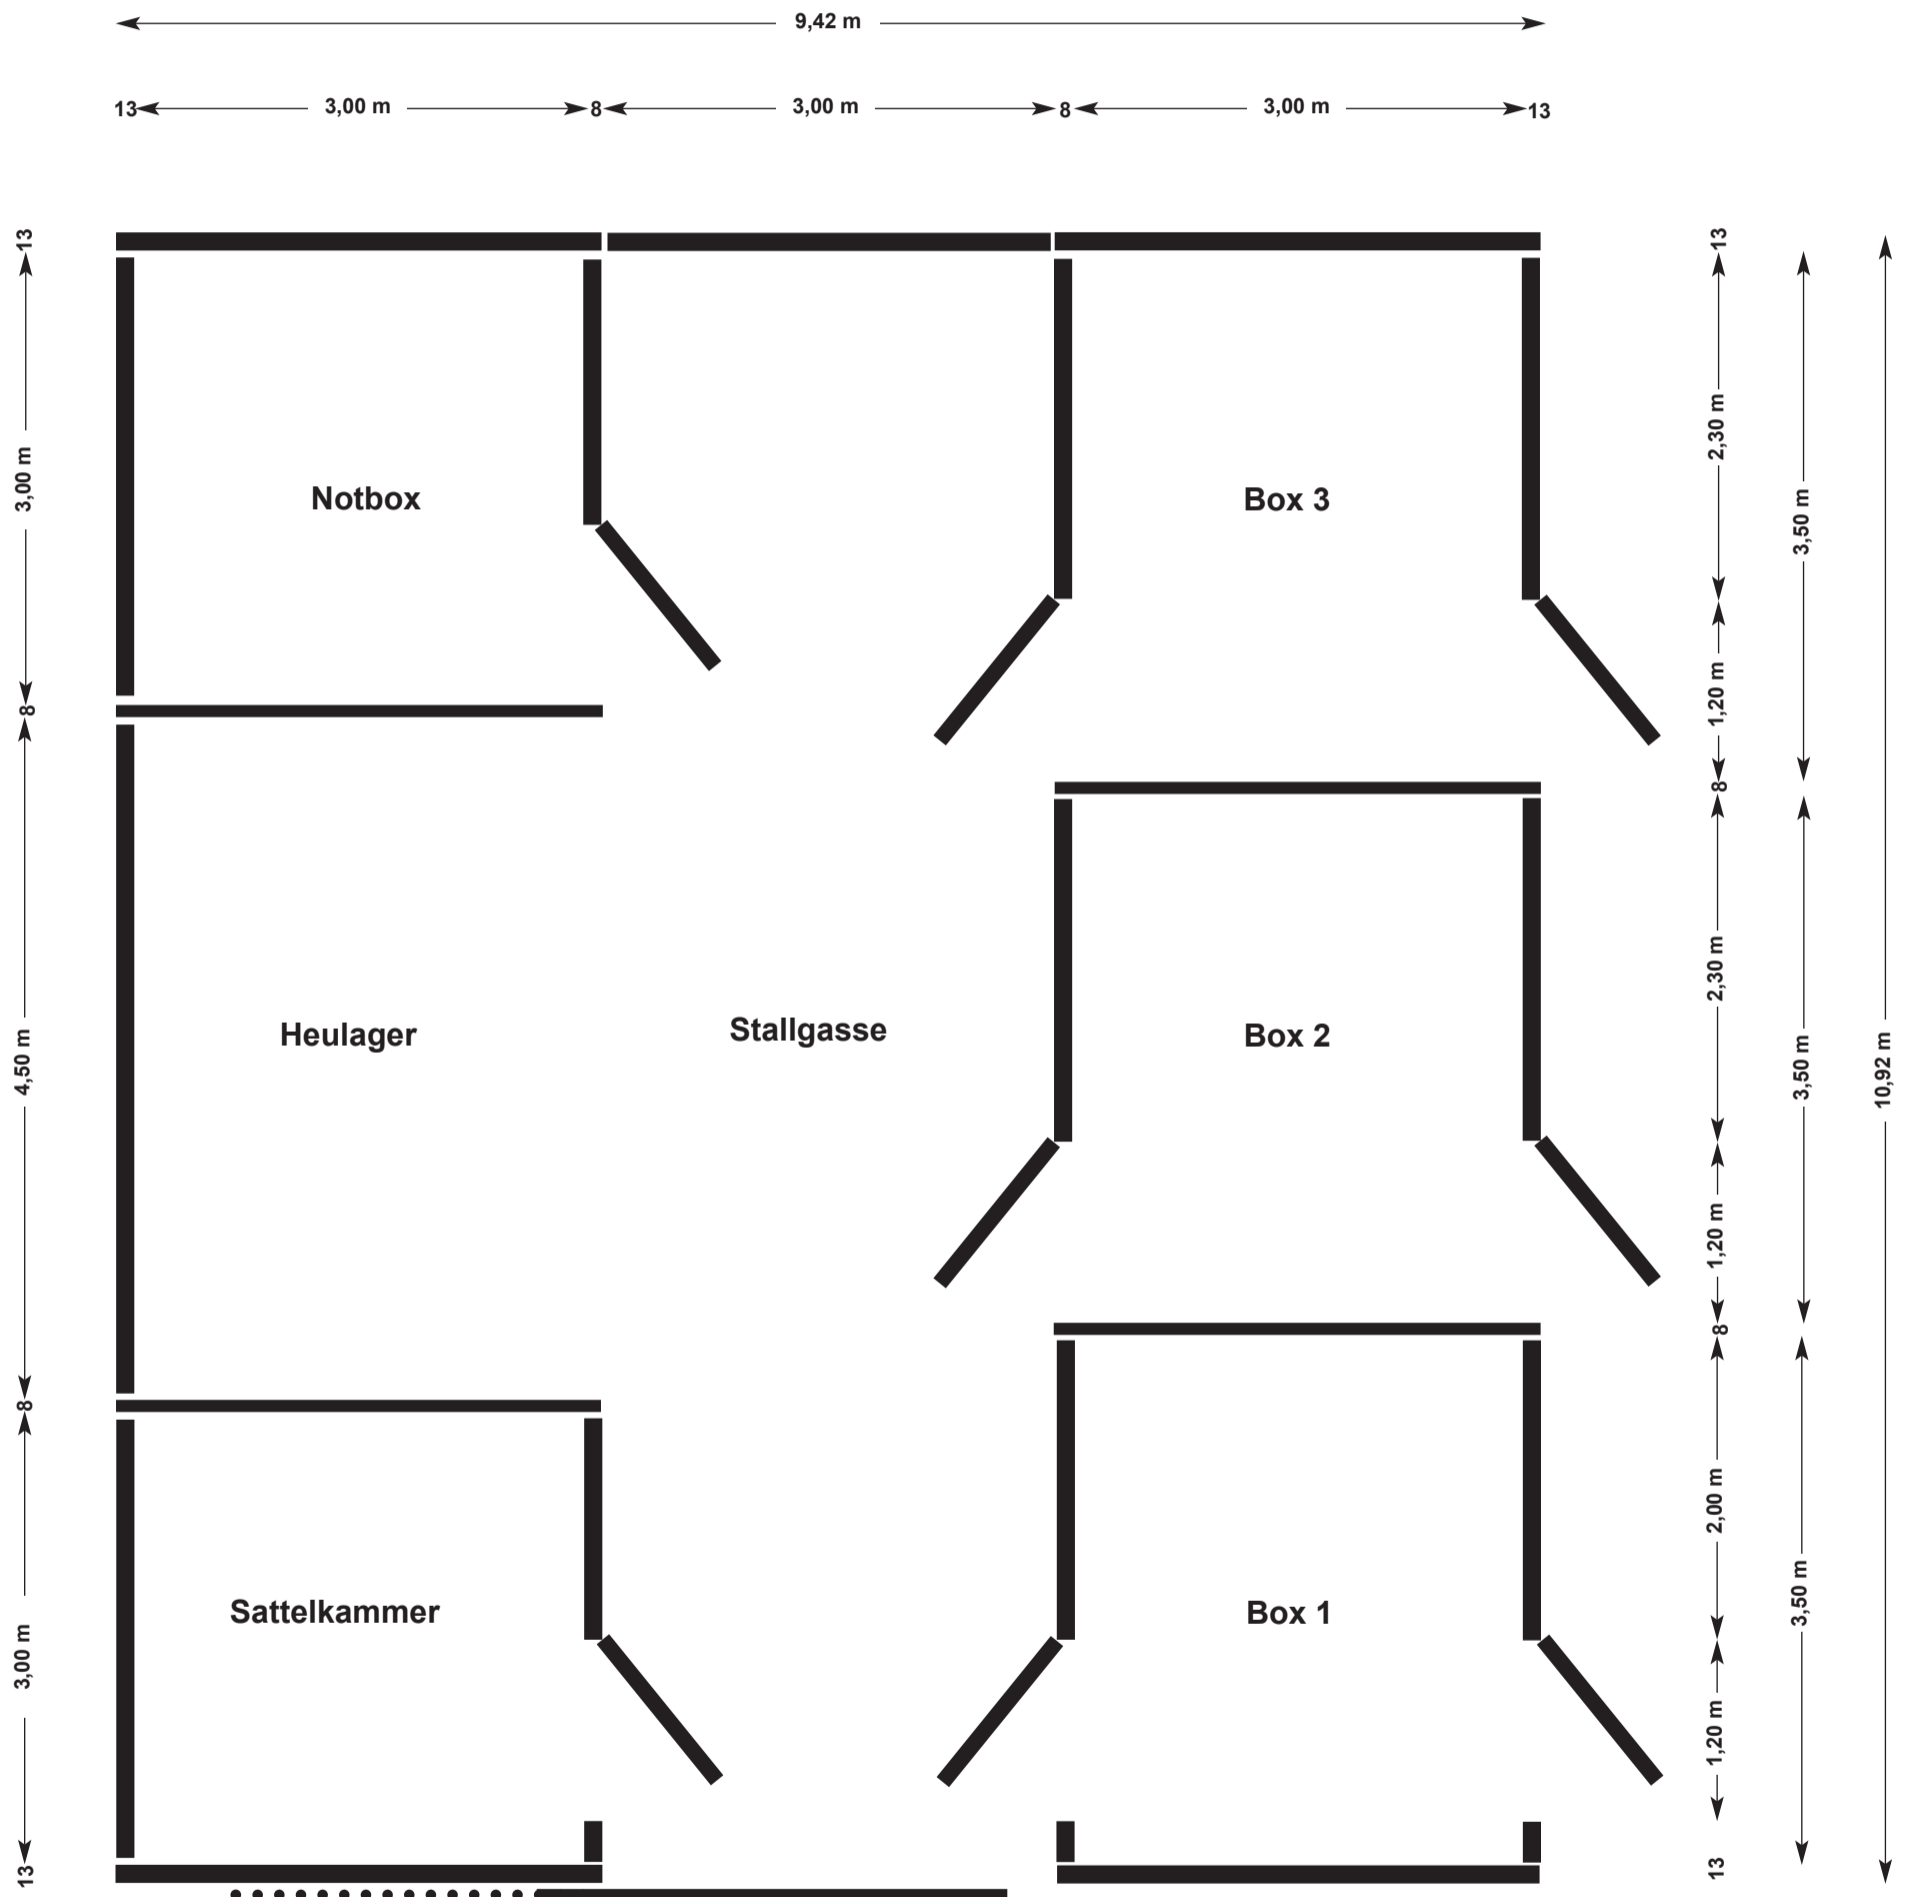 9,42 m
13 3,00 m 8 3,00 m 8 3,00 m 13
13
3,00 m
8
4,50 m
8
3,00 m
13
Notbox
Box 3
Heulager
Stallgasse
Box 2
Sattelkammer
Box 1
13
2,30 m
1,20 m
8
2,30 m
1,20 m
8
2,00 m
1,20 m
13
3,50 m
3,50 m
3,50 m
10,92 m